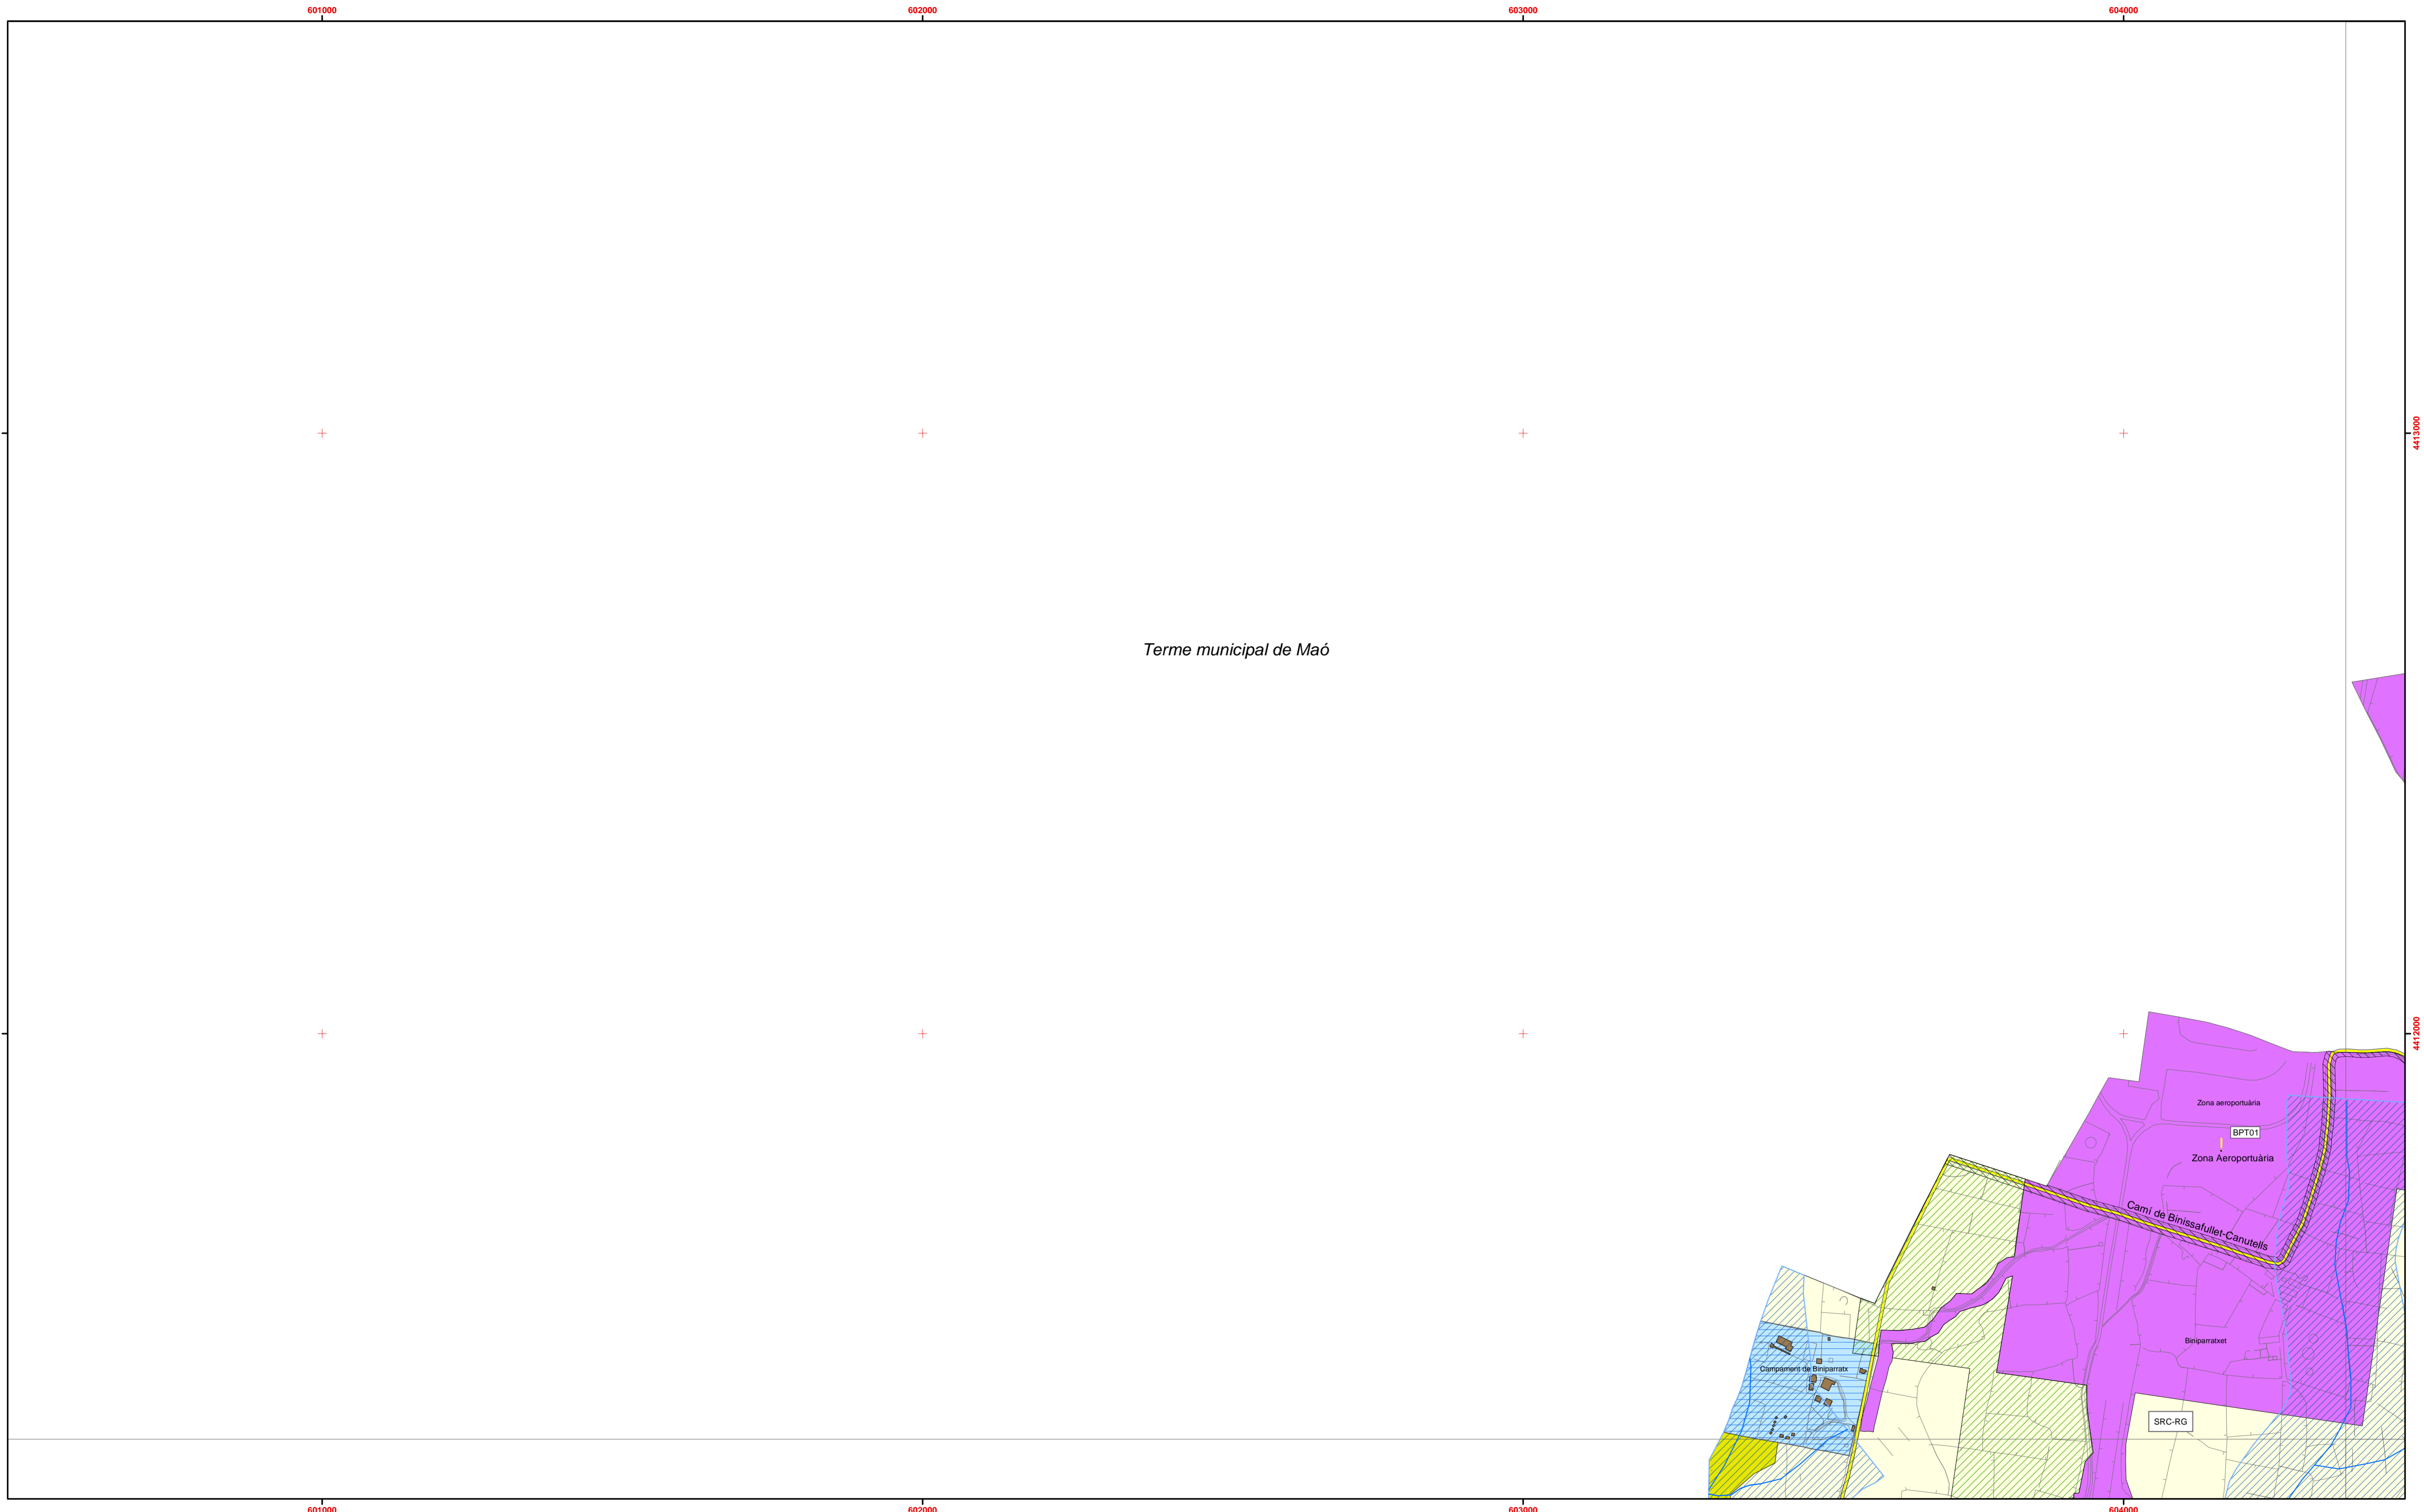 601000
602000
603000
604000
4413000
Terme municipal de Maó
4412000
Zona aeroportuària
BPT01
Zona Aeroportuària
Camí de Binissafullet-Canutells
Biniparratxet
Campament de Biniparratx
SRC-RG
601000
602000
603000
604000